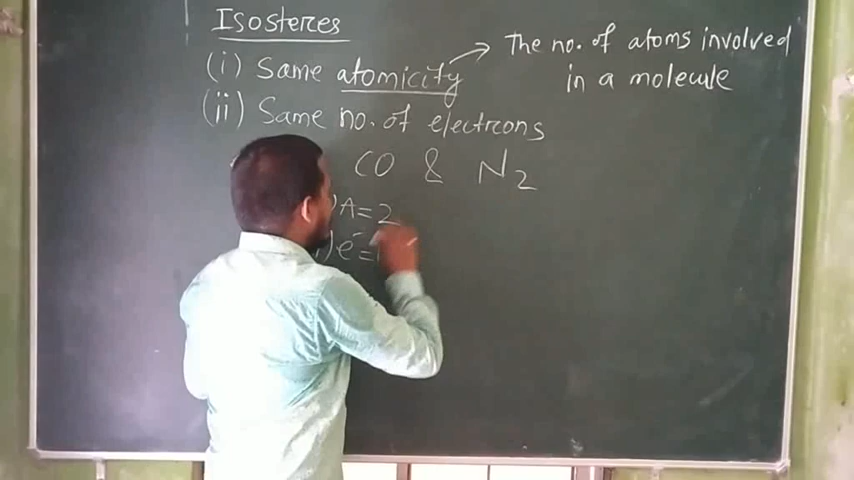 Isosteres
(i) Same atomicity → The no. of atoms involved
in a molecule
(ii) Same no. of electrons
CO & N2
) A = 2
) e⁻ =